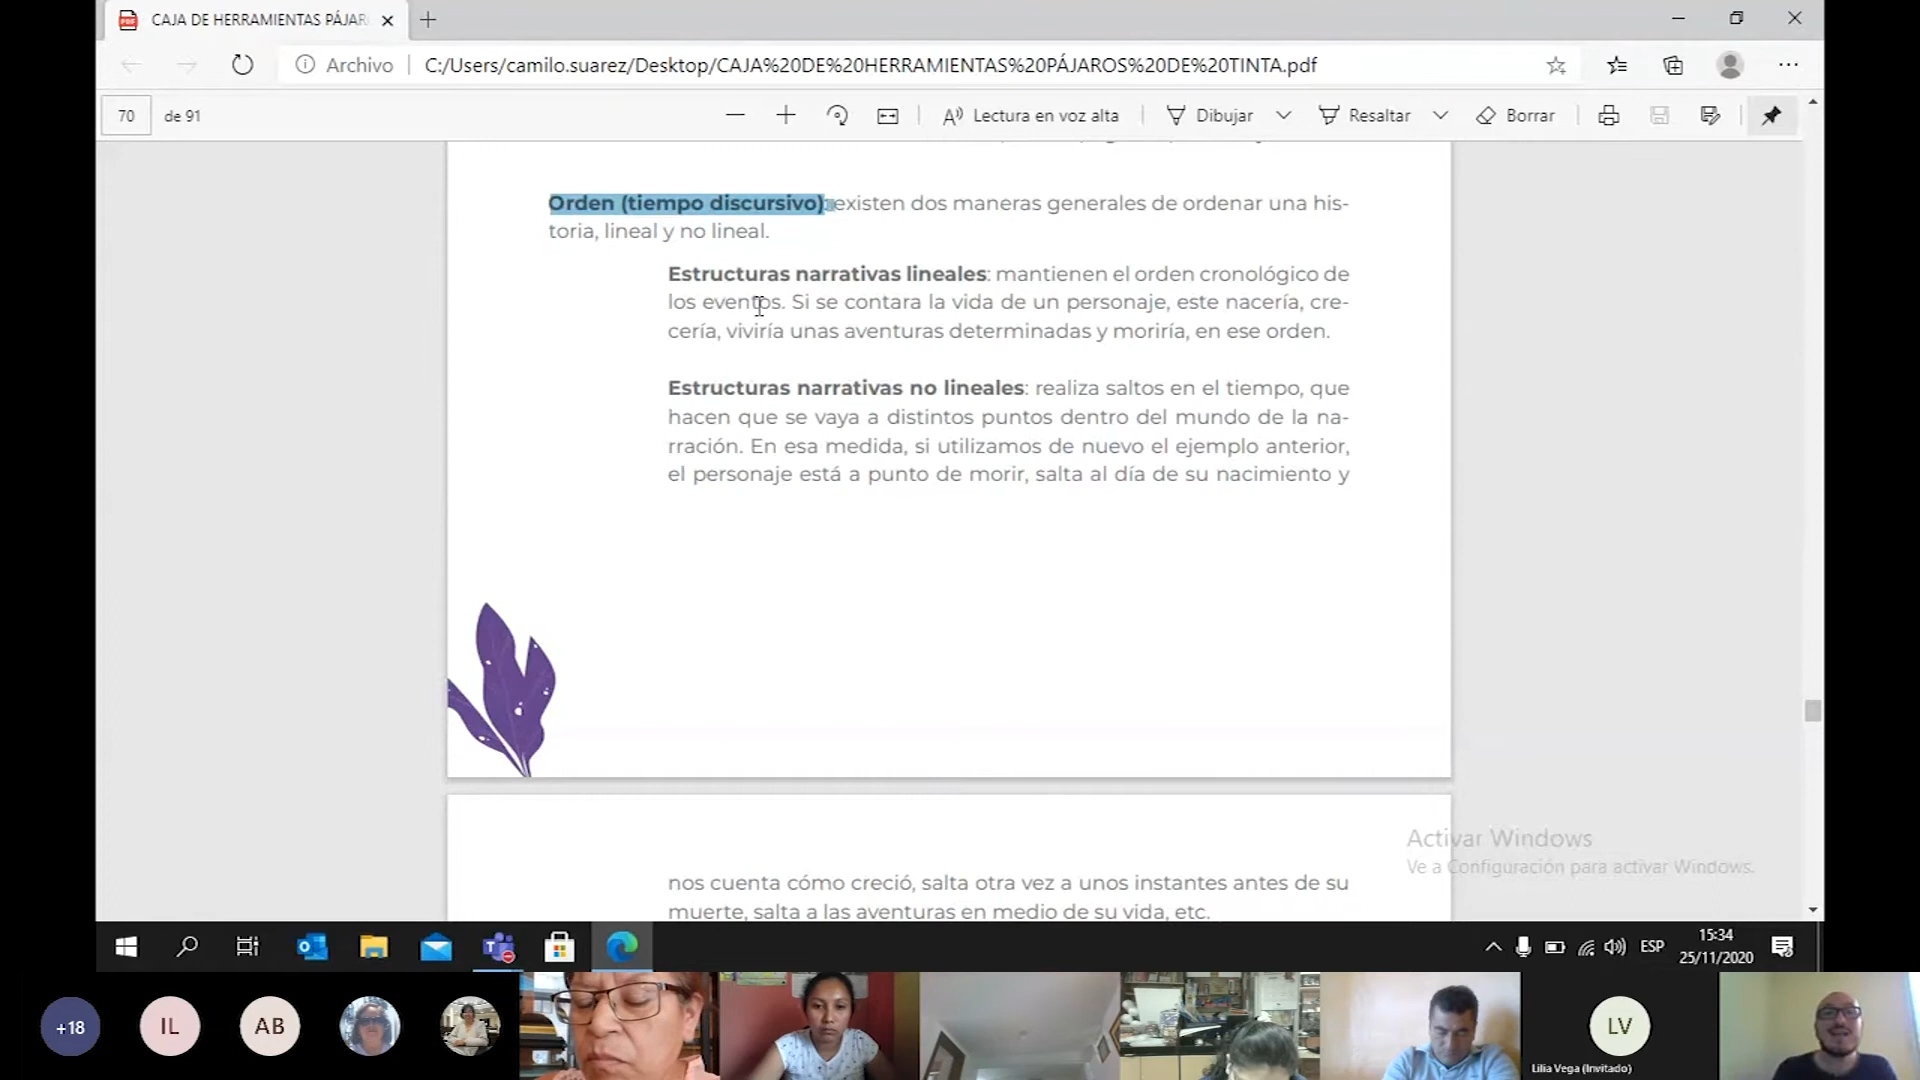 CAJA DE HERRAMIENTAS PÁJAR
Archivo
C:/Users/camilo.suarez/Desktop/CAJA%20DE%20HERRAMIENTAS%20PÁJAROS%20DE%20TINTA.pdf
70
de 91
Lectura en voz alta
Dibujar
Resaltar
Borrar
Orden (tiempo discursivo): existen dos maneras generales de ordenar una his-
toria, lineal y no lineal.
Estructuras narrativas lineales: mantienen el orden cronológico de
los eventos. Si se contara la vida de un personaje, este nacería, cre-
cería, viviría unas aventuras determinadas y moriría, en ese orden.
Estructuras narrativas no lineales: realiza saltos en el tiempo, que
hacen que se vaya a distintos puntos dentro del mundo de la na-
rración. En esa medida, si utilizamos de nuevo el ejemplo anterior,
el personaje está a punto de morir, salta al día de su nacimiento y
nos cuenta cómo creció, salta otra vez a unos instantes antes de su
muerte, salta a las aventuras en medio de su vida, etc.
Activar Windows
Ve a Configuración para activar Windows.
ESP
15:34
25/11/2020
+18
IL
AB
LV
Lilia Vega (Invitado)